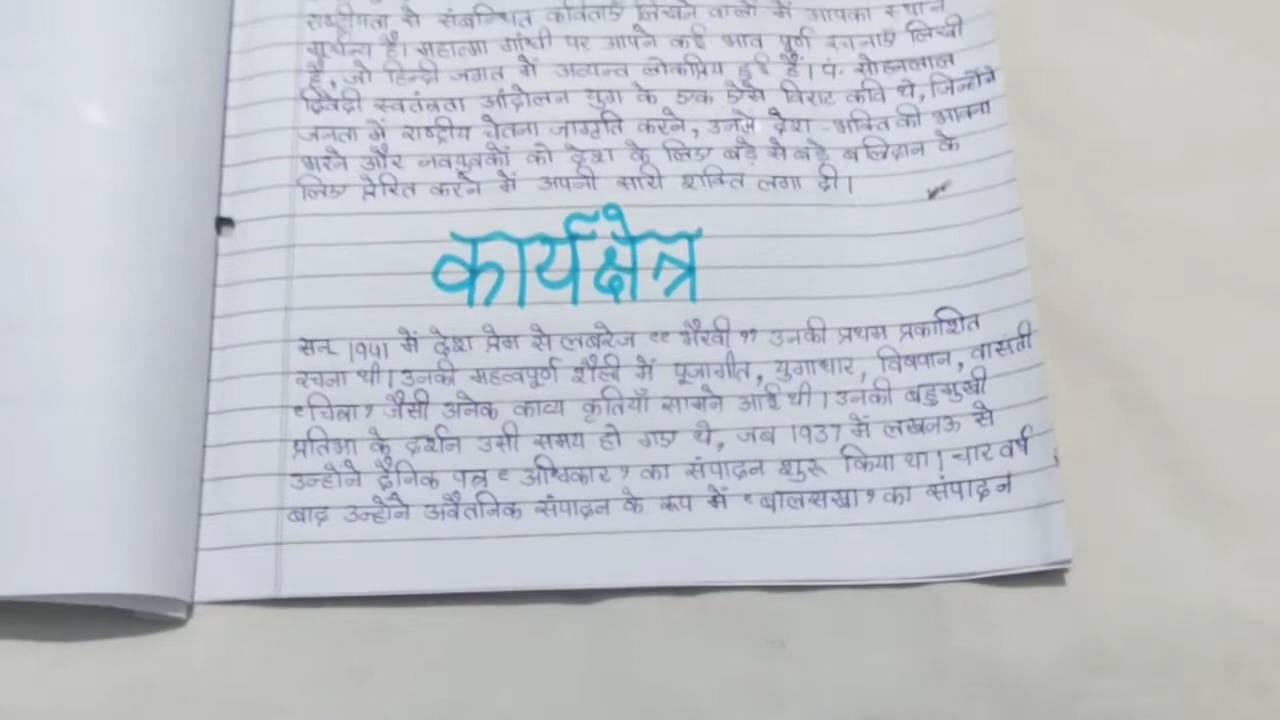 राष्ट्रीयता से संबन्धित कविताएं लिखने वालों में आपका स्थान
मूर्धन्य है। महात्मा गांधी पर आपने कई भाव पूर्ण रचनाएं लिखी
हैं, जो हिन्दी जगत में अत्यन्त लोकप्रिय हुई हैं। पं. सोहनलाल
द्विवेदी स्वतंत्रता आंदोलन युग के एक ऐसे विराट कवि थे, जिन्होंने
जनता में राष्ट्रीय चेतना जागृति करने, उनमें देश-भक्ति की भावना
भरने और नवयुवकों को देश के लिए बड़े से बड़े बलिदान के
लिए प्रेरित करने में अपनी सारी शक्ति लगा दी।
कार्यक्षेत्र
सन् 1941 में देश प्रेम से लबरेज "भैरवी" उनकी प्रथम प्रकाशित
रचना थी। उनकी महत्वपूर्ण शैली में पूजागीत, युगाधार, विषपान, वासंती
'चित्रा' जैसी अनेक काव्य कृतियाँ सामने आई थी। उनकी बहुमुखी
प्रतिभा के दर्शन उसी समय हो गए थे, जब 1937 में लखनऊ से
उन्होंने दैनिक पत्र 'अधिकार' का संपादन शुरू किया था। चार वर्ष
बाद उन्होंने अवैतनिक संपादन के रूप में 'बालसखा' का संपादन